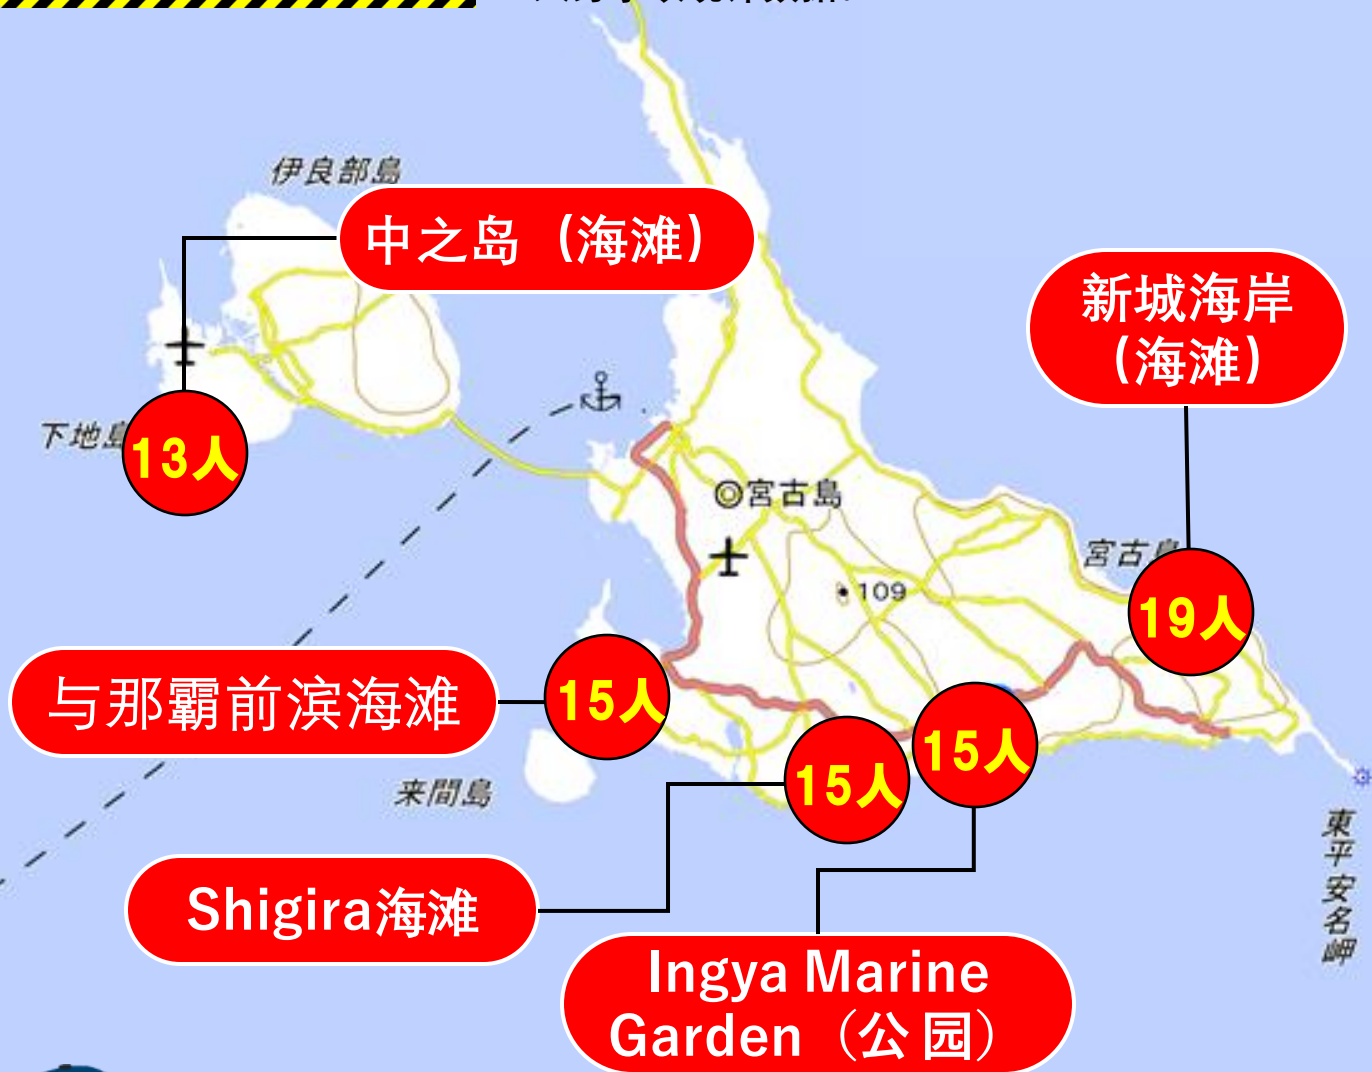 伊良部島
中之岛（海滩）
新城海岸
（海滩）
下地島
13人
宮古島
宮古島
109
19人
与那霸前滨海滩
15人
来間島
15人
15人
東平安名岬
Shigira海滩
Ingya Marine
Garden（公园）